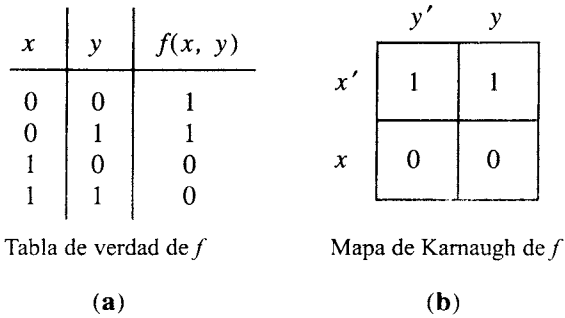 x y f(x, y)
0 0 1
0 1 1
1 0 0
1 1 0
Tabla de verdad de f
(a)
y′ y
x′ 1 1
x 0 0
Mapa de Karnaugh de f
(b)